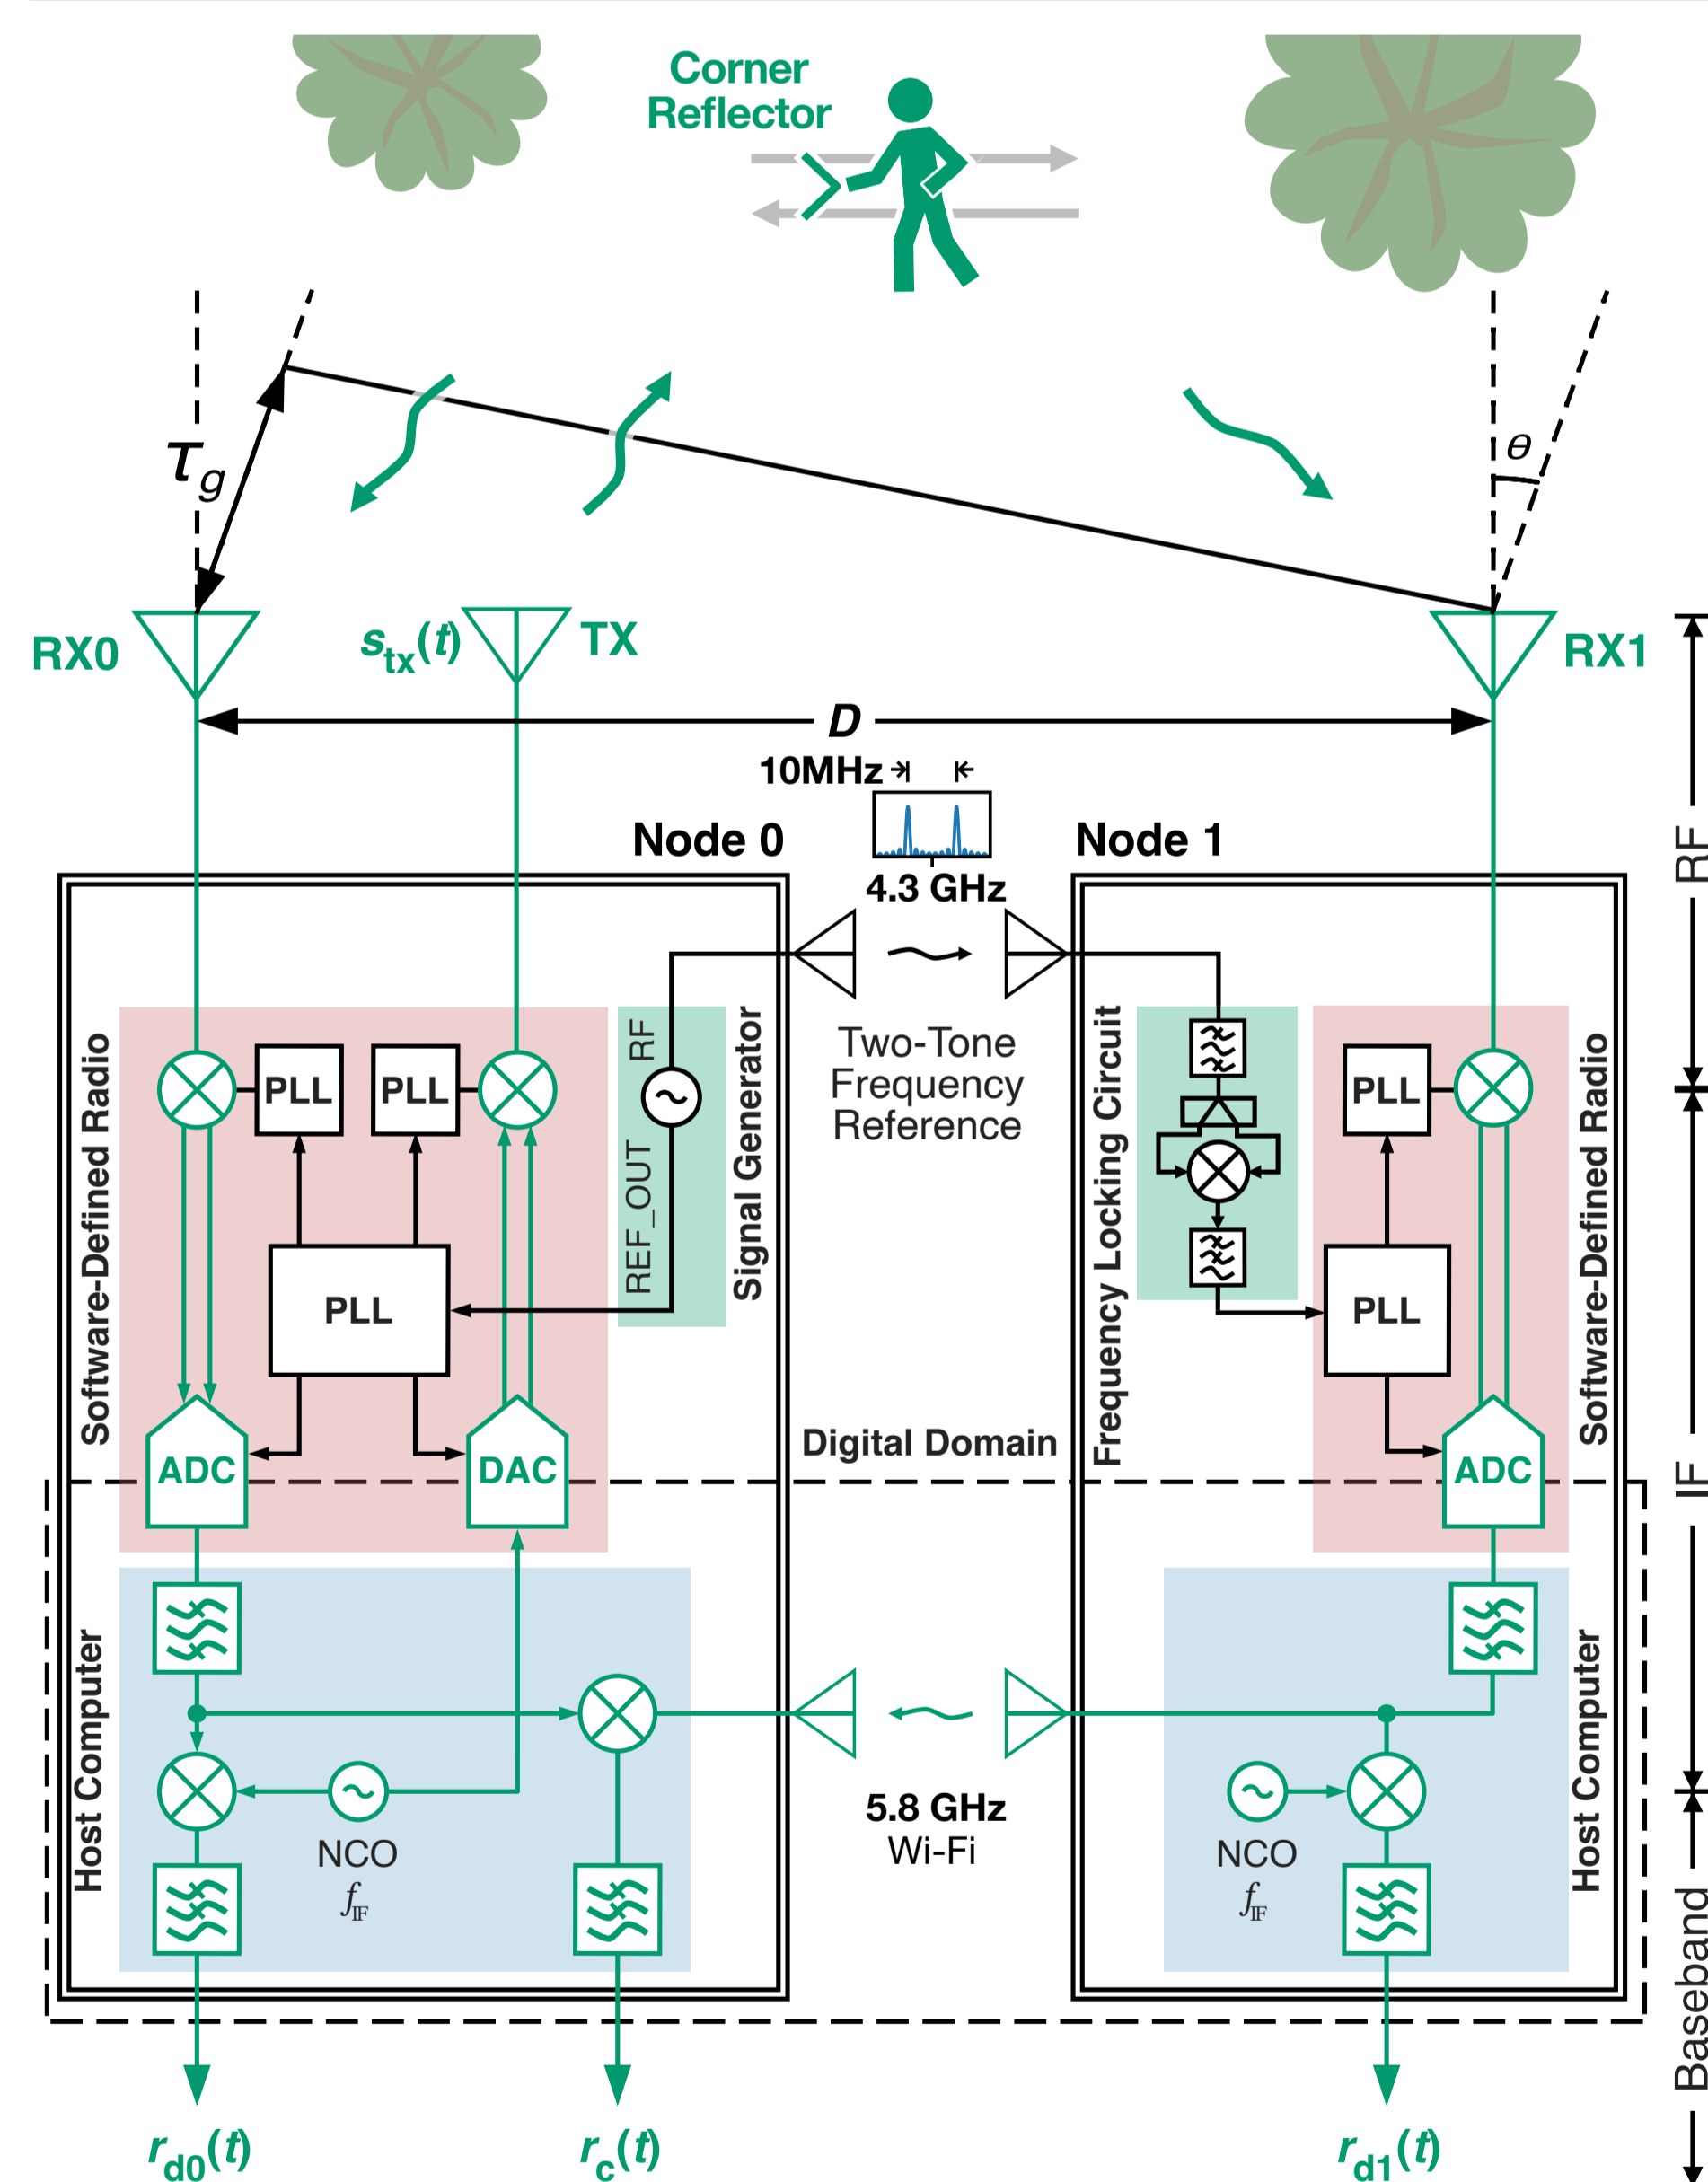 Corner
Reflector
τg
θ
RX0
stx(t)
TX
RX1
D
10MHz
Node 0
Node 1
4.3 GHz
RF
Software-Defined Radio
PLL
PLL
RF
REF_OUT
Signal Generator
Two-Tone
Frequency
Reference
Frequency Locking Circuit
PLL
Software-Defined Radio
PLL
PLL
ADC
DAC
Digital Domain
ADC
IF
Host Computer
NCO
fIF
5.8 GHz
Wi-Fi
NCO
fIF
Host Computer
Baseband
rd0(t)
rc(t)
rd1(t)